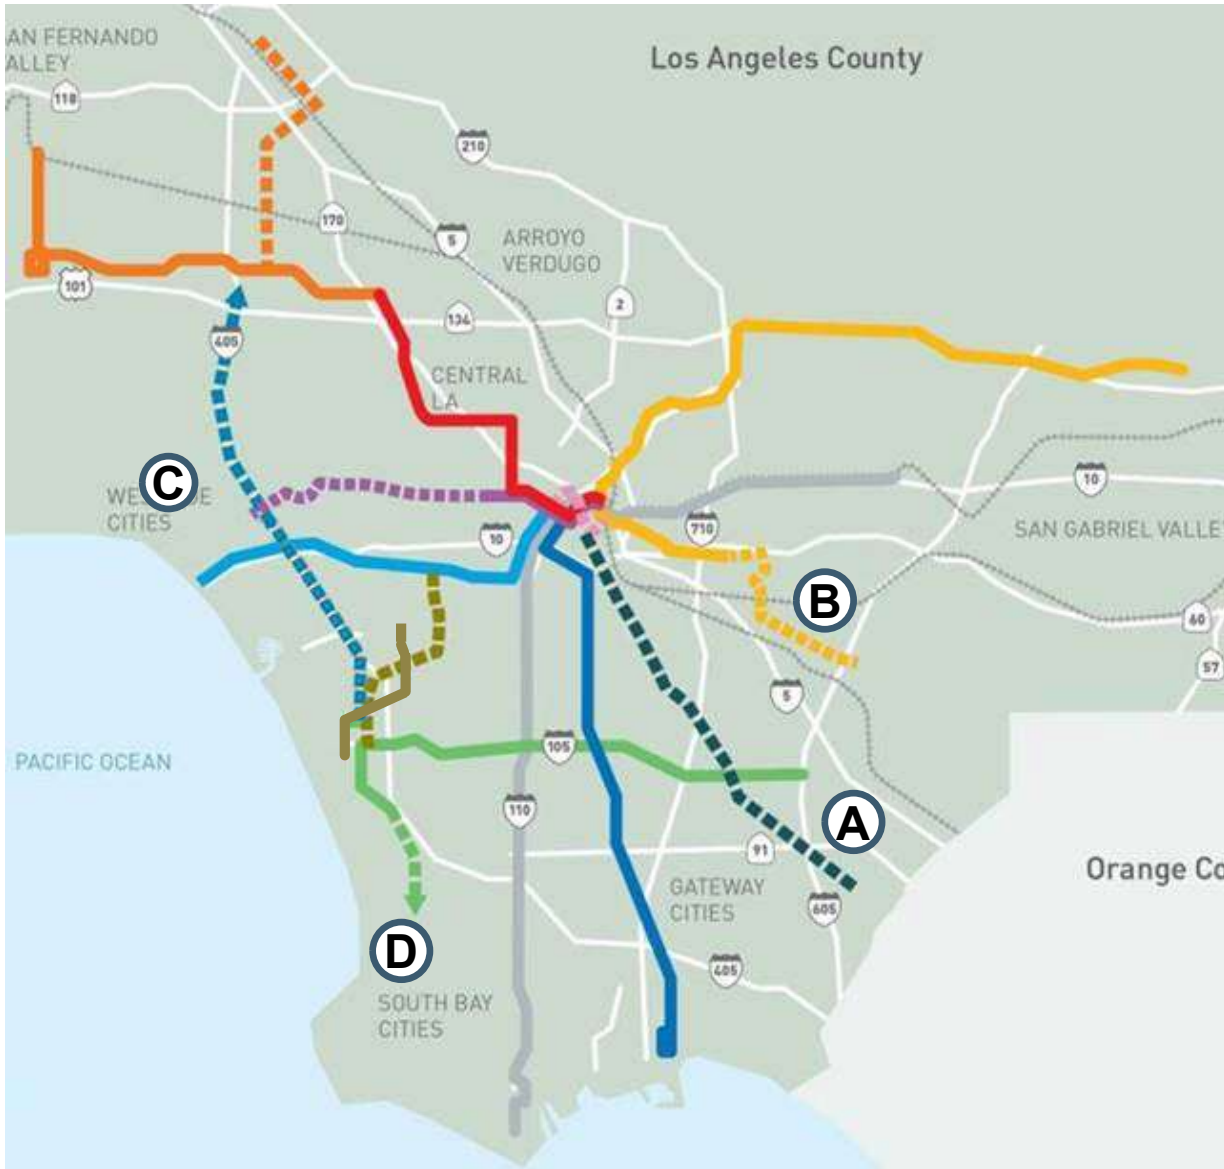 AN FERNANDO
ALLEY
Los Angeles County
118
210
170
5
ARROYO
VERDUGO
101
2
134
405
CENTRAL
LA
C
WE
DE
CITIES
10
10
710
SAN GABRIEL VALLE
B
60
57
5
PACIFIC OCEAN
105
110
A
91
Orange Co
GATEWAY
CITIES
605
D
405
SOUTH BAY
CITIES